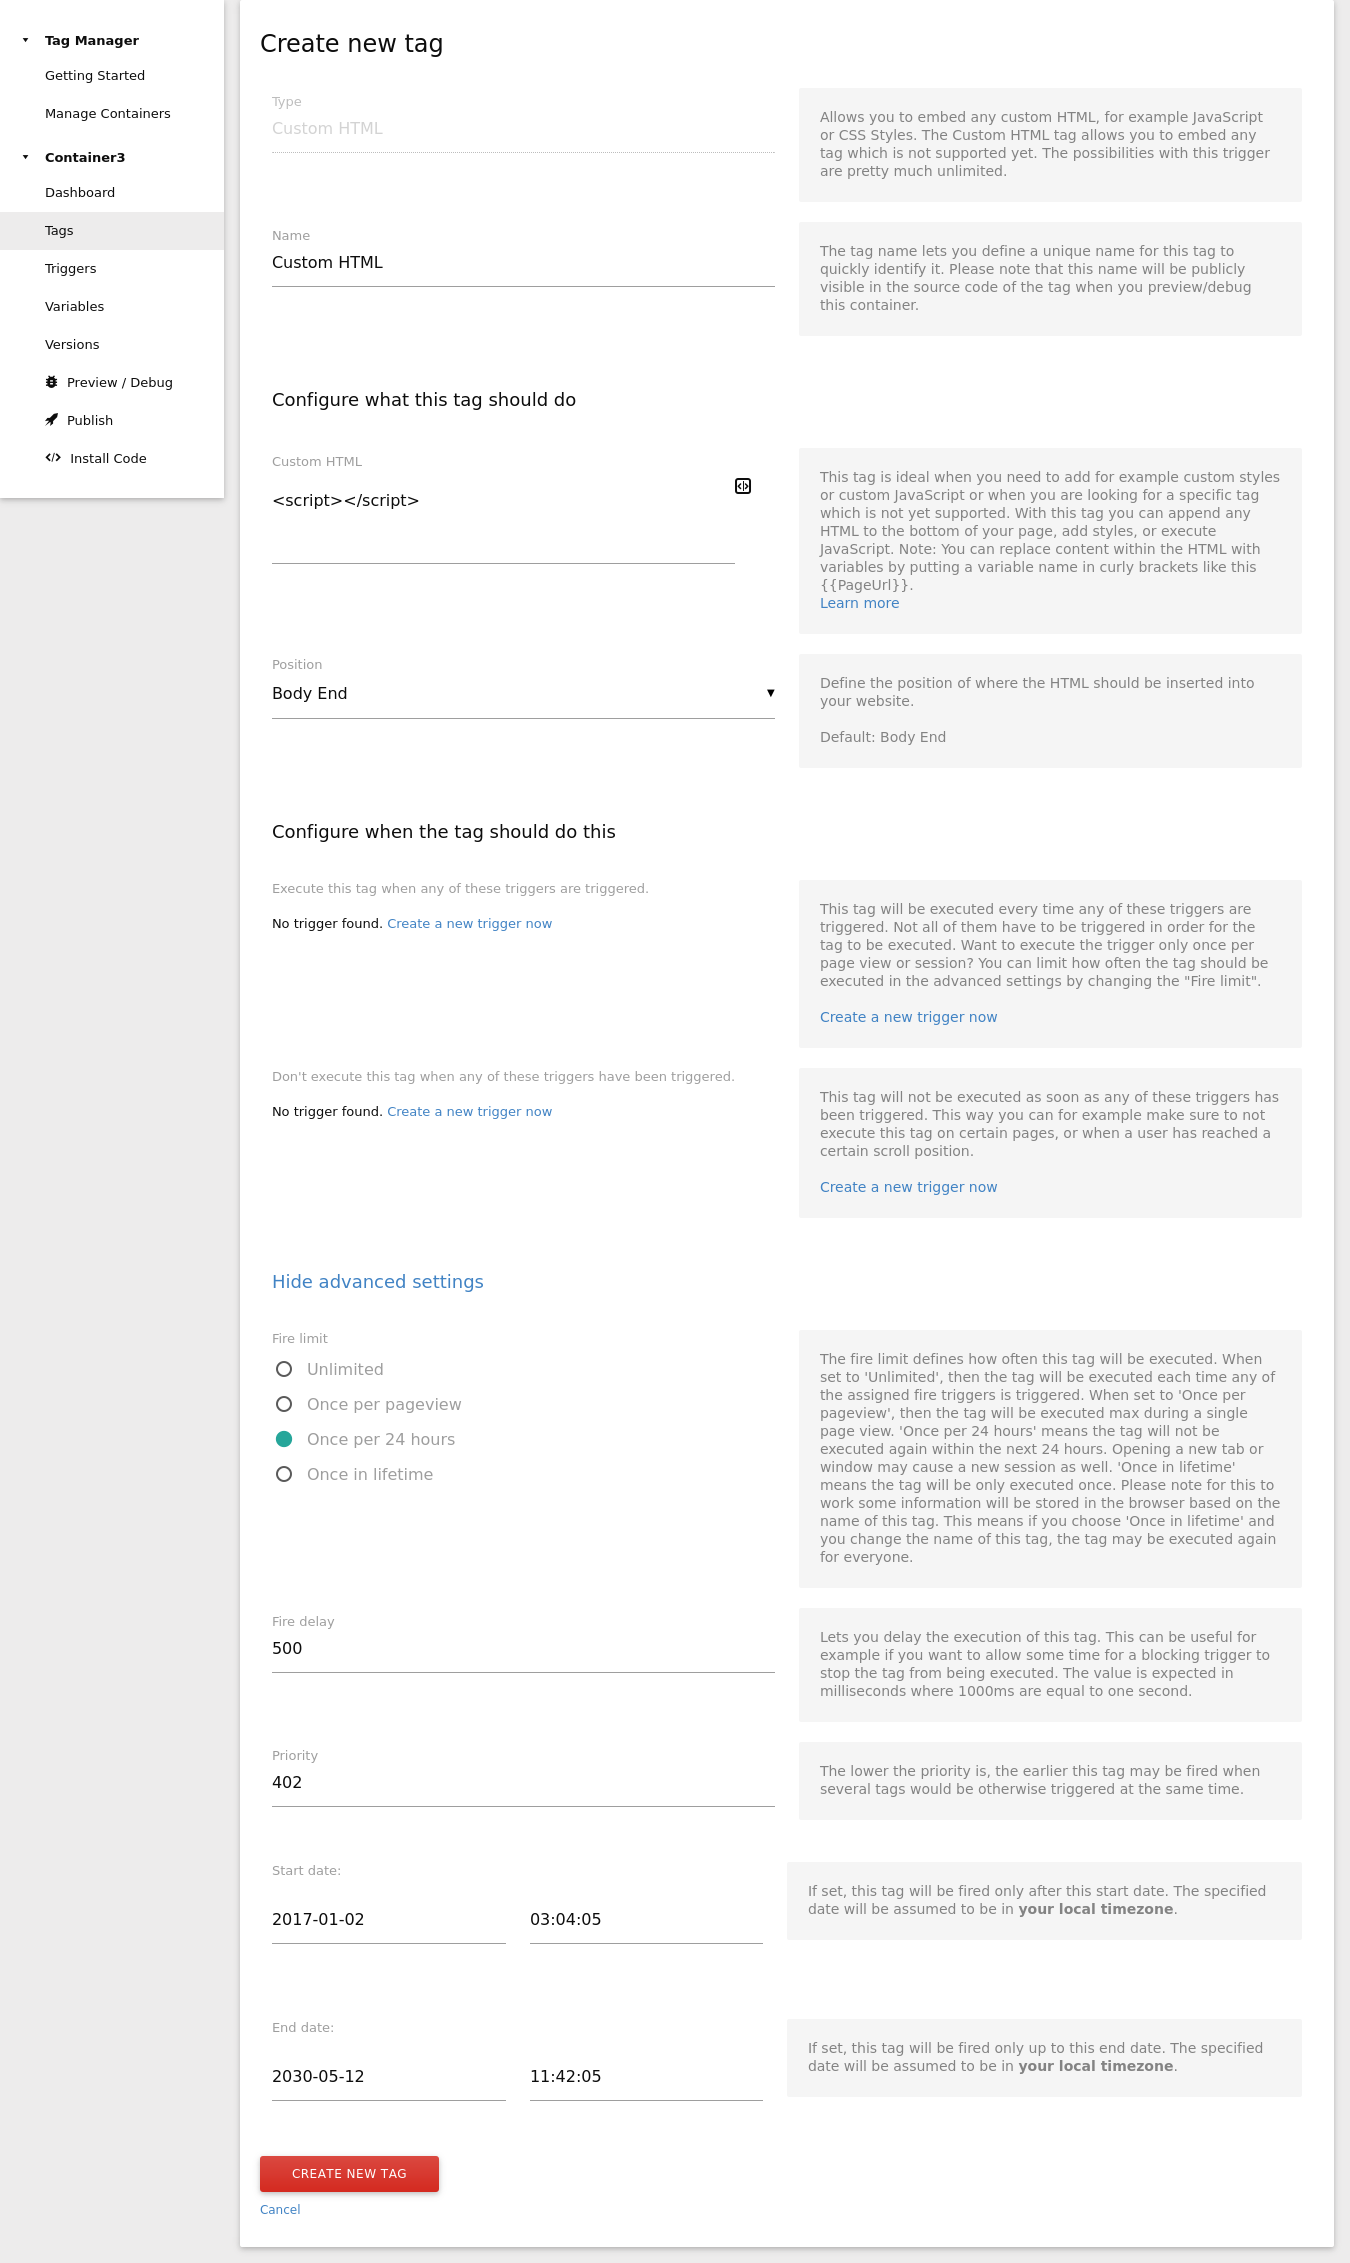 Tag Manager
Getting Started
Manage Containers
Container3
Dashboard
Tags
Triggers
Variables
Versions
Preview / Debug
Publish
Install Code
Create new tag
Type
Custom HTML
Allows you to embed any custom HTML, for example JavaScript
or CSS Styles. The Custom HTML tag allows you to embed any
tag which is not supported yet. The possibilities with this trigger
are pretty much unlimited.
Name
Custom HTML
The tag name lets you define a unique name for this tag to
quickly identify it. Please note that this name will be publicly
visible in the source code of the tag when you preview/debug
this container.
Configure what this tag should do
Custom HTML
<script></script>
This tag is ideal when you need to add for example custom styles
or custom JavaScript or when you are looking for a specific tag
which is not yet supported. With this tag you can append any
HTML to the bottom of your page, add styles, or execute
JavaScript. Note: You can replace content within the HTML with
variables by putting a variable name in curly brackets like this
{{PageUrl}}.
Learn more
Position
Body End
Define the position of where the HTML should be inserted into
your website.
Default: Body End
Configure when the tag should do this
Execute this tag when any of these triggers are triggered.
No trigger found. Create a new trigger now
This tag will be executed every time any of these triggers are
triggered. Not all of them have to be triggered in order for the
tag to be executed. Want to execute the trigger only once per
page view or session? You can limit how often the tag should be
executed in the advanced settings by changing the "Fire limit".
Create a new trigger now
Don't execute this tag when any of these triggers have been triggered.
No trigger found. Create a new trigger now
This tag will not be executed as soon as any of these triggers has
been triggered. This way you can for example make sure to not
execute this tag on certain pages, or when a user has reached a
certain scroll position.
Create a new trigger now
Hide advanced settings
Fire limit
Unlimited
Once per pageview
Once per 24 hours
Once in lifetime
The fire limit defines how often this tag will be executed. When
set to 'Unlimited', then the tag will be executed each time any of
the assigned fire triggers is triggered. When set to 'Once per
pageview', then the tag will be executed max during a single
page view. 'Once per 24 hours' means the tag will not be
executed again within the next 24 hours. Opening a new tab or
window may cause a new session as well. 'Once in lifetime'
means the tag will be only executed once. Please note for this to
work some information will be stored in the browser based on the
name of this tag. This means if you choose 'Once in lifetime' and
you change the name of this tag, the tag may be executed again
for everyone.
Fire delay
500
Lets you delay the execution of this tag. This can be useful for
example if you want to allow some time for a blocking trigger to
stop the tag from being executed. The value is expected in
milliseconds where 1000ms are equal to one second.
Priority
402
The lower the priority is, the earlier this tag may be fired when
several tags would be otherwise triggered at the same time.
Start date:
2017-01-02 03:04:05
If set, this tag will be fired only after this start date. The specified
date will be assumed to be in your local timezone.
End date:
2030-05-12 11:42:05
If set, this tag will be fired only up to this end date. The specified
date will be assumed to be in your local timezone.
CREATE NEW TAG
Cancel